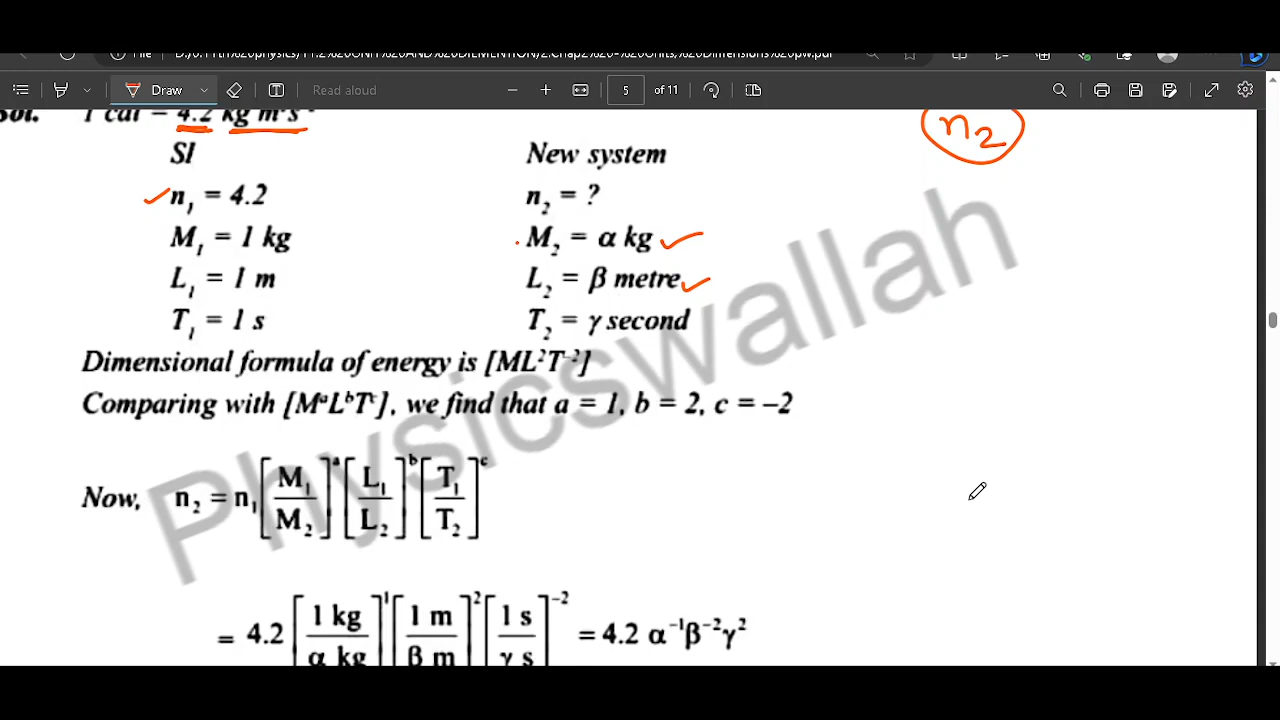 Draw
Read aloud
5 of 11
Sol. 1 cal = 4.2 kg m²s⁻²
n₂
SI New system
n₁ = 4.2 n₂ = ?
M₁ = 1 kg M₂ = α kg
L₁ = 1 m L₂ = β metre
T₁ = 1 s T₂ = γ second
Dimensional formula of energy is [ML²T⁻²]
Comparing with [MᵃLᵇTᶜ], we find that a = 1, b = 2, c = –2
Now, n₂ = n₁ [M₁/M₂]ᵃ [L₁/L₂]ᵇ [T₁/T₂]ᶜ
= 4.2 [1 kg/α kg]¹ [1 m/β m]² [1 s/γ s]⁻² = 4.2 α⁻¹β⁻²γ²
Physicswallah